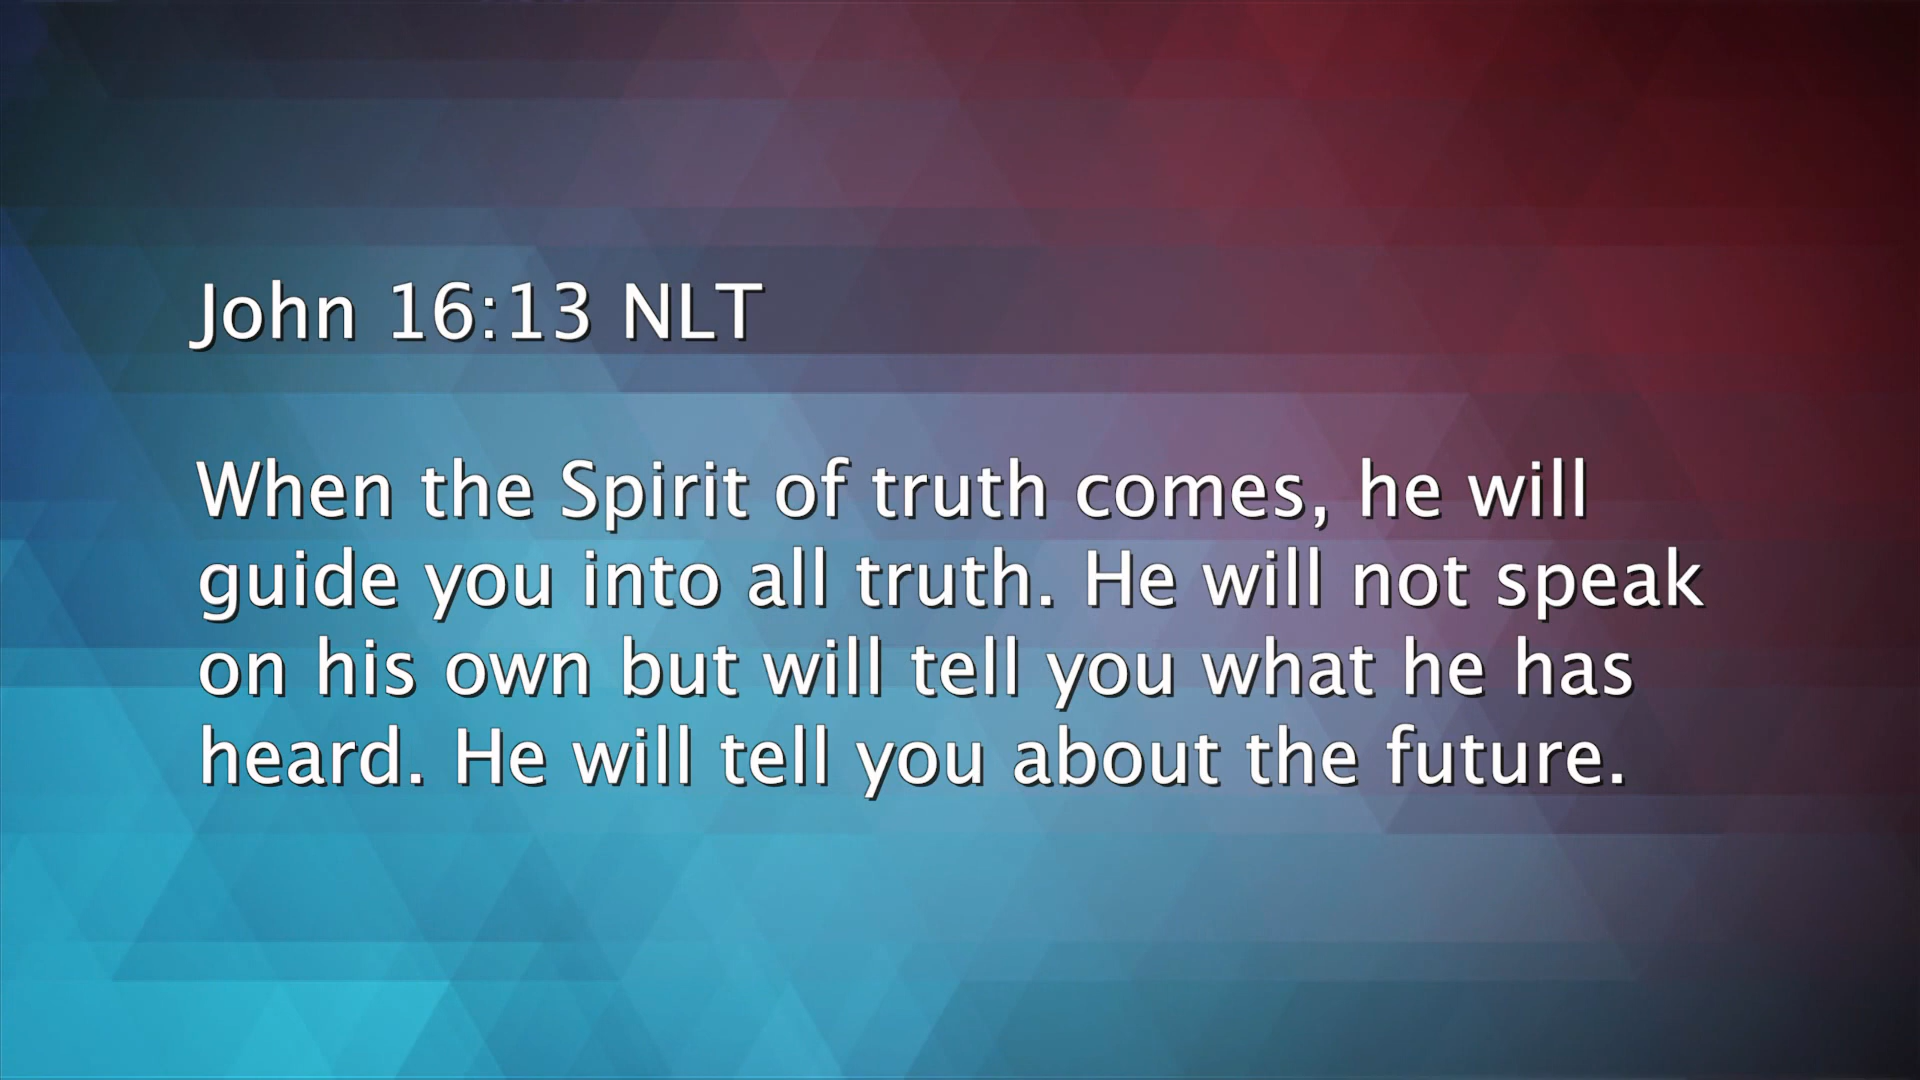 John 16:13 NLT
When the Spirit of truth comes, he will
guide you into all truth. He will not speak
on his own but will tell you what he has
heard. He will tell you about the future.